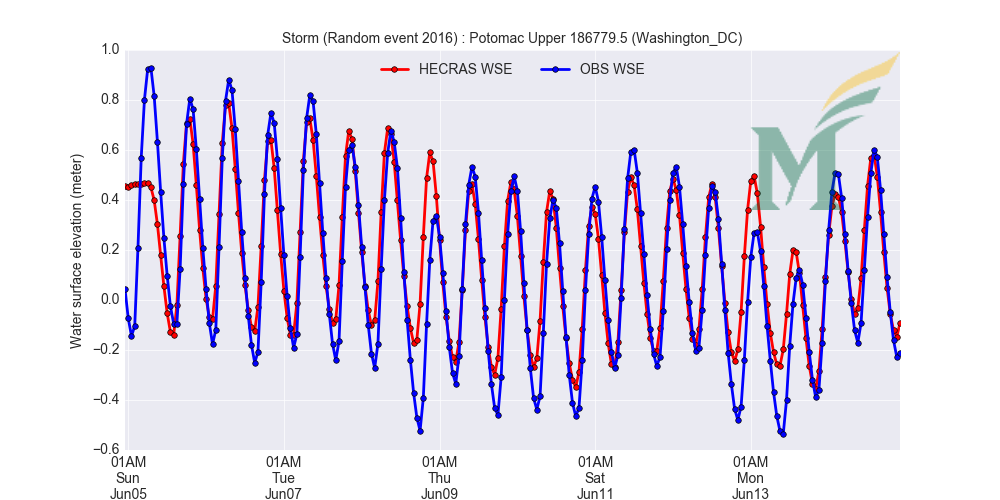 Storm (Random event 2016) : Potomac Upper 186779.5 (Washington_DC)
HECRAS WSE OBS WSE
M
Water surface elevation (meter)
1.0
0.8
0.6
0.4
0.2
0.0
−0.2
−0.4
−0.6
01AM 01AM 01AM 01AM 01AM
Sun Tue Thu Sat Mon
Jun05 Jun07 Jun09 Jun11 Jun13